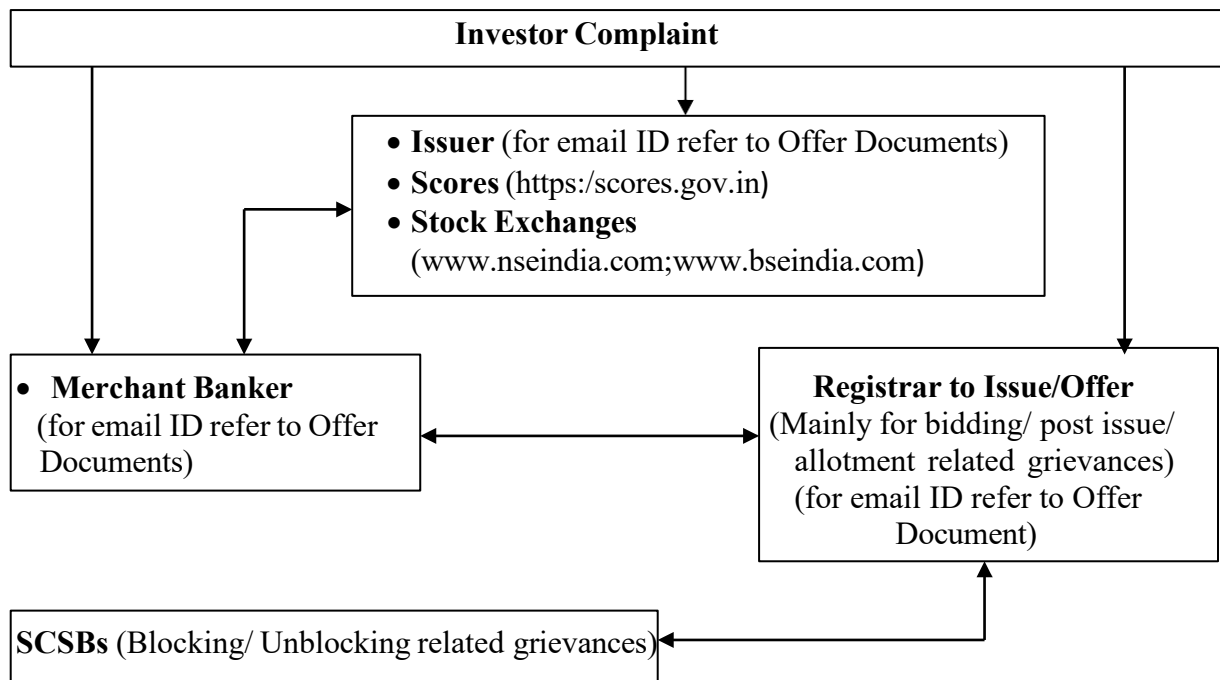 Investor Complaint
• Issuer (for email ID refer to Offer Documents)
• Scores (https:/scores.gov.in)
• Stock Exchanges
(www.nseindia.com;www.bseindia.com)
• Merchant Banker
(for email ID refer to Offer
Documents)
Registrar to Issue/Offer
(Mainly for bidding/ post issue/
allotment related grievances)
(for email ID refer to Offer
Document)
SCSBs (Blocking/ Unblocking related grievances)